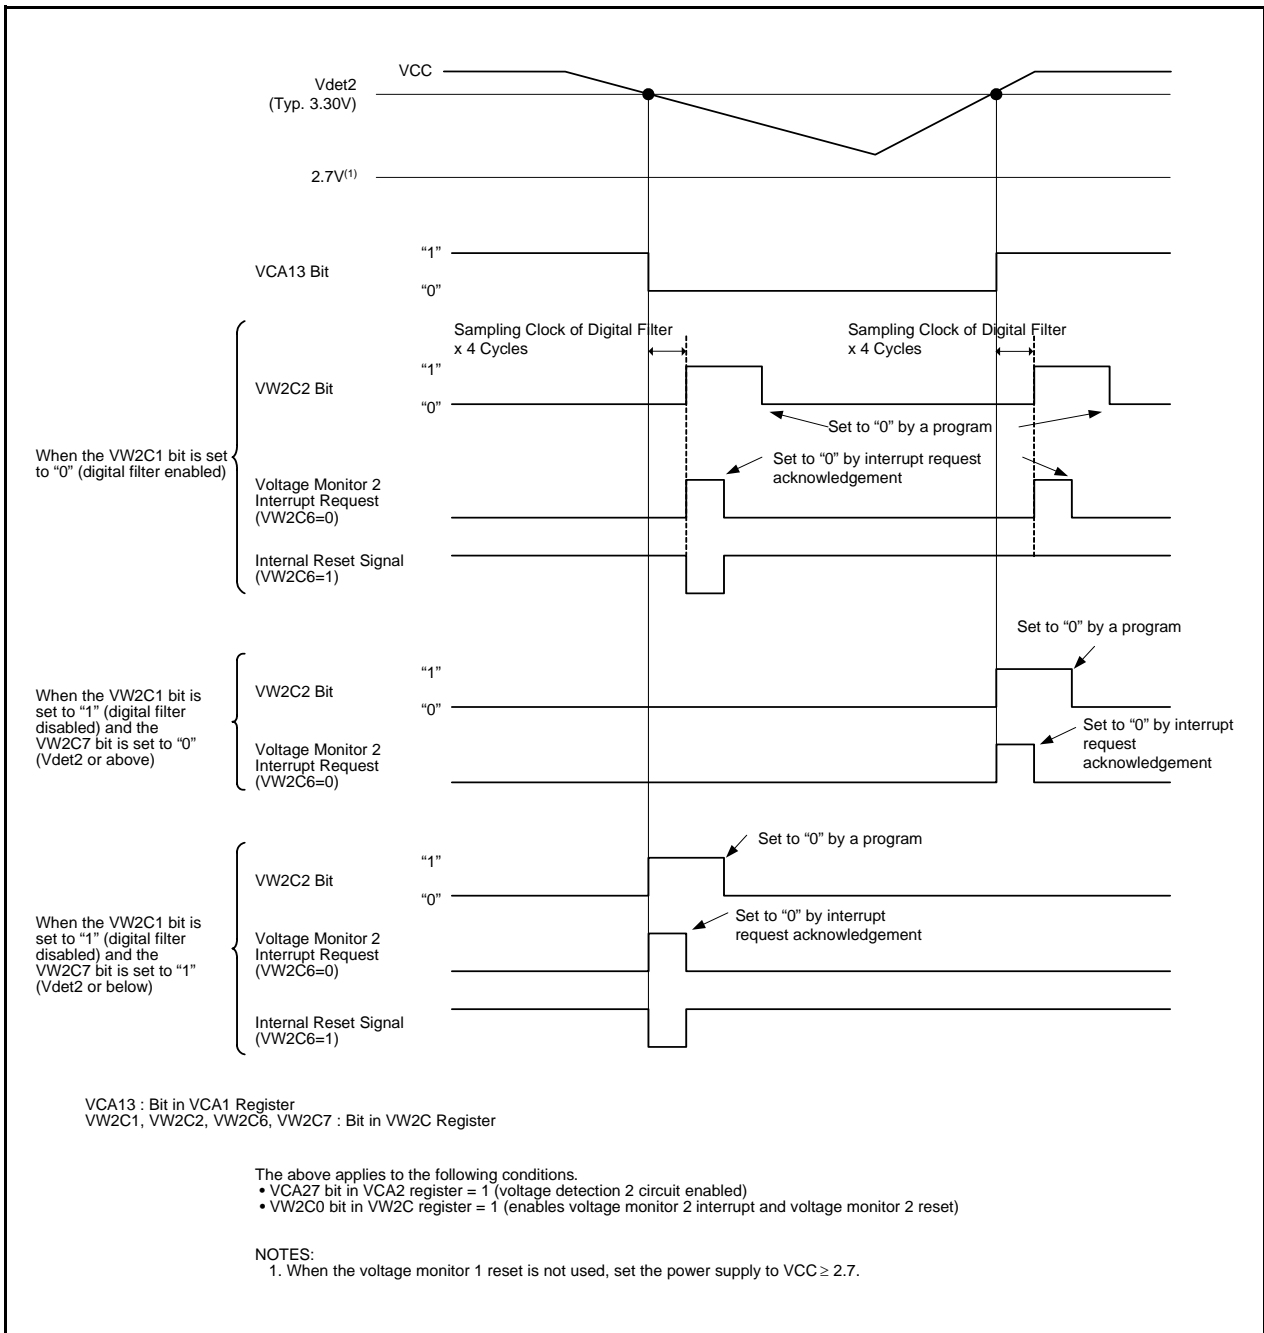 VCC
Vdet2
(Typ. 3.30V)
2.7V(1)
“1”
VCA13 Bit
“0”
Sampling Clock of Digital Filter
x 4 Cycles
Sampling Clock of Digital Filter
x 4 Cycles
“1”
VW2C2 Bit
“0”
Set to “0” by a program
When the VW2C1 bit is set
to “0” (digital filter enabled)
Set to “0” by interrupt request
acknowledgement
Voltage Monitor 2
Interrupt Request
(VW2C6=0)
Internal Reset Signal
(VW2C6=1)
Set to “0” by a program
“1”
VW2C2 Bit
“0”
When the VW2C1 bit is
set to “1” (digital filter
disabled) and the
VW2C7 bit is set to “0”
(Vdet2 or above)
Set to “0” by interrupt
request
acknowledgement
Voltage Monitor 2
Interrupt Request
(VW2C6=0)
Set to “0” by a program
“1”
VW2C2 Bit
“0”
When the VW2C1 bit is
set to “1” (digital filter
disabled) and the
VW2C7 bit is set to “1”
(Vdet2 or below)
Set to “0” by interrupt
request acknowledgement
Voltage Monitor 2
Interrupt Request
(VW2C6=0)
Internal Reset Signal
(VW2C6=1)
VCA13 : Bit in VCA1 Register
VW2C1, VW2C2, VW2C6, VW2C7 : Bit in VW2C Register
The above applies to the following conditions.
• VCA27 bit in VCA2 register = 1 (voltage detection 2 circuit enabled)
• VW2C0 bit in VW2C register = 1 (enables voltage monitor 2 interrupt and voltage monitor 2 reset)
NOTES:
1. When the voltage monitor 1 reset is not used, set the power supply to VCC ≥ 2.7.